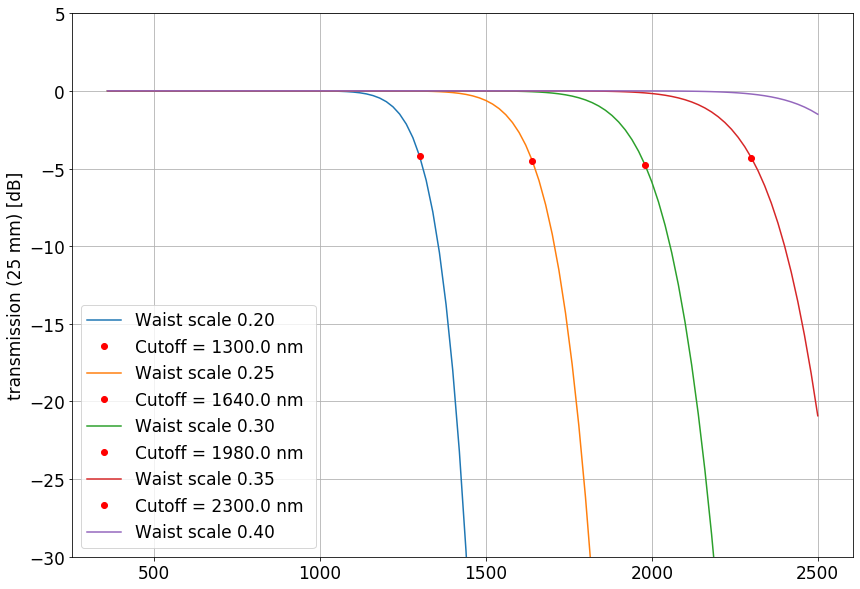 5
0
−5
−10
−15
−20
−25
−30
transmission (25 mm) [dB]
Waist scale 0.20
Cutoff = 1300.0 nm
Waist scale 0.25
Cutoff = 1640.0 nm
Waist scale 0.30
Cutoff = 1980.0 nm
Waist scale 0.35
Cutoff = 2300.0 nm
Waist scale 0.40
500 1000 1500 2000 2500